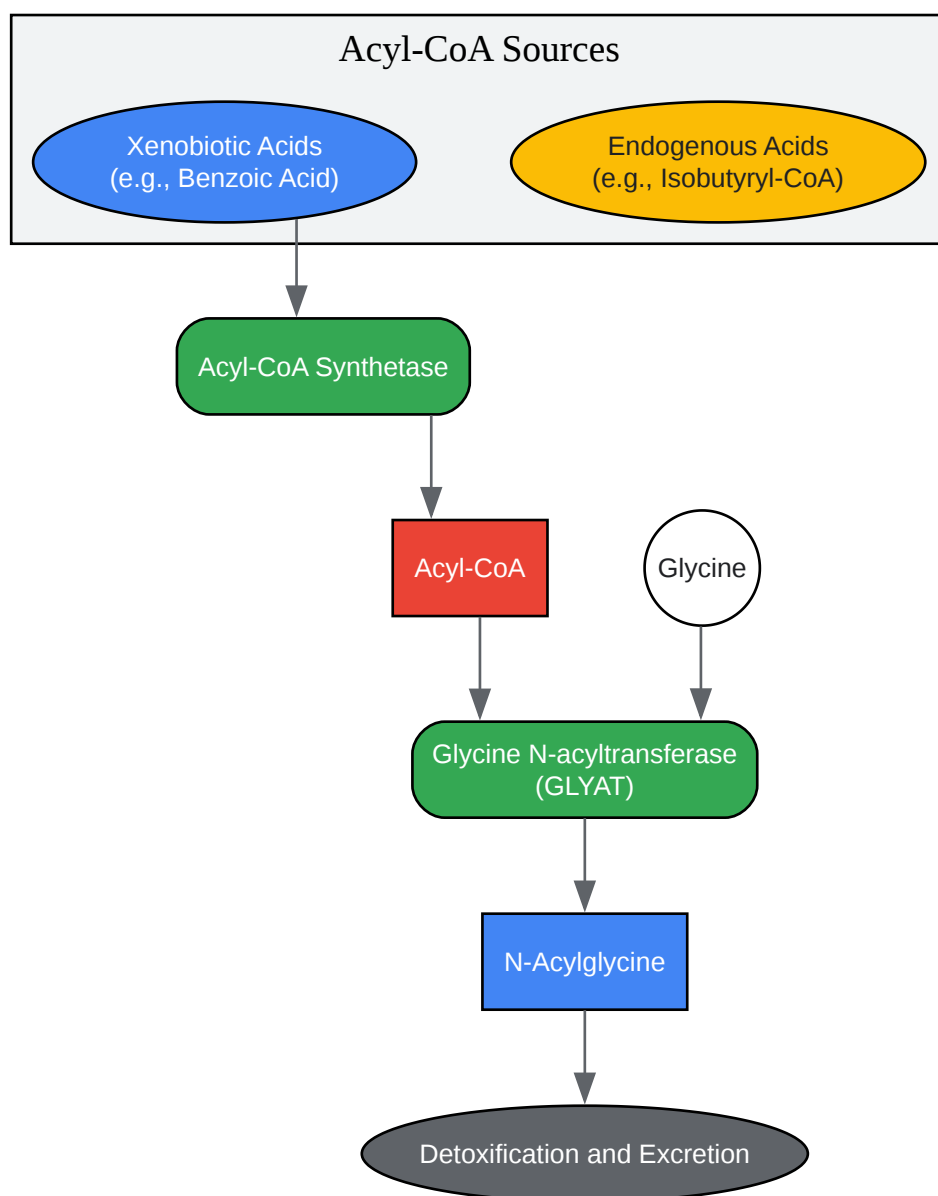 Acyl-CoA Sources
Xenobiotic Acids
(e.g., Benzoic Acid)
Endogenous Acids
(e.g., Isobutyryl-CoA)
Acyl-CoA Synthetase
Acyl-CoA
Glycine
Glycine N-acyltransferase
(GLYAT)
N-Acylglycine
Detoxification and Excretion